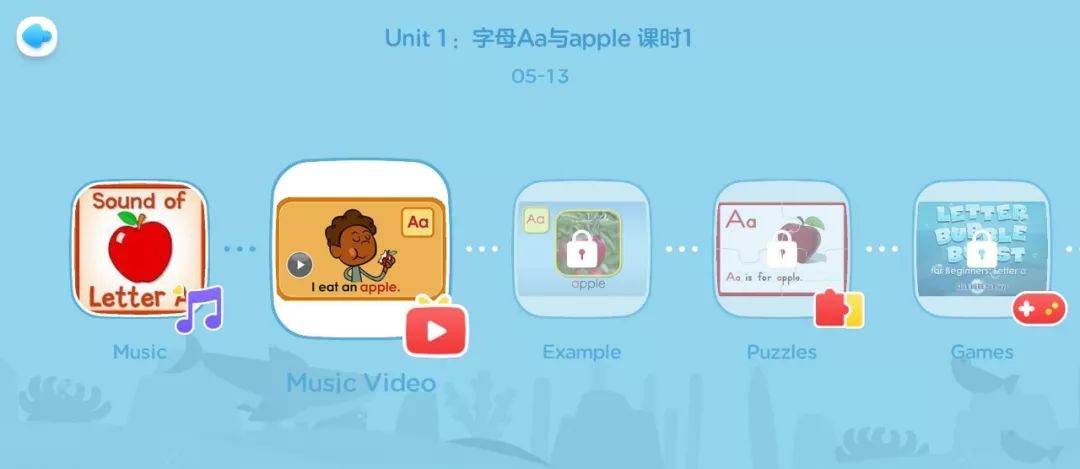 Unit 1：字母Aa与apple 课时1
05-13
Sound of
Letter A
Music
Aa
I eat an apple.
Music Video
Aa
apple
Example
Aa
Aa is for apple.
Puzzles
LETTER
BUBBLE
for Beginners: Letter a
Games